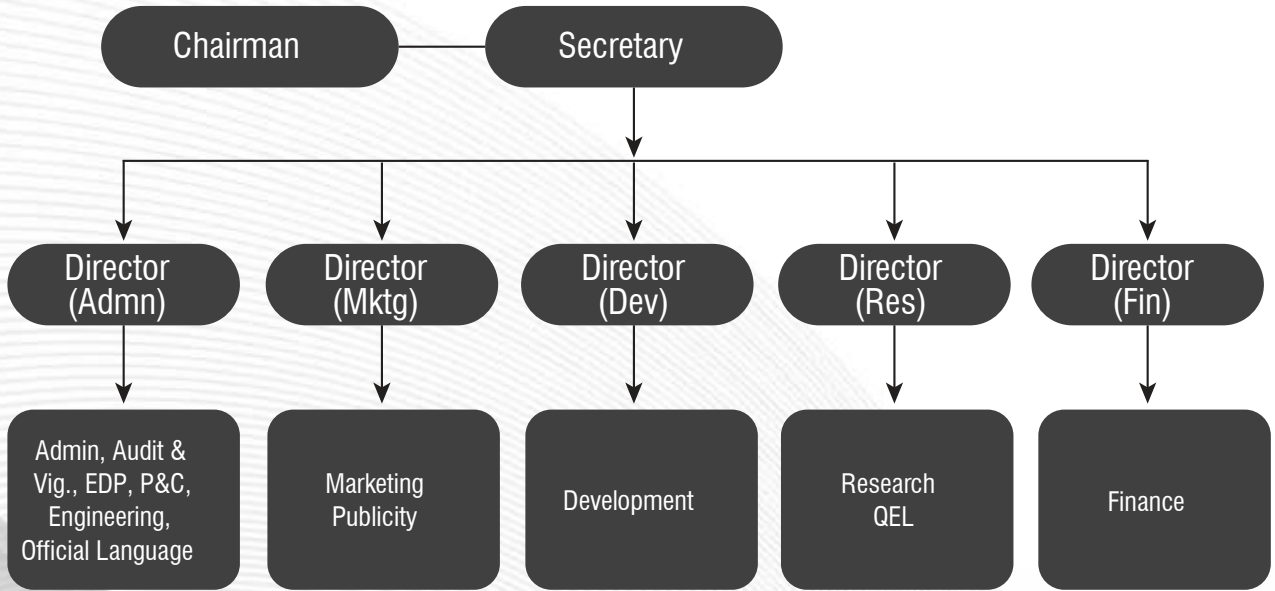 Chairman
Secretary
Director
(Admn)
Director
(Mktg)
Director
(Dev)
Director
(Res)
Director
(Fin)
Admin, Audit &
Vig., EDP, P&C,
Engineering,
Official Language
Marketing
Publicity
Development
Research
QEL
Finance